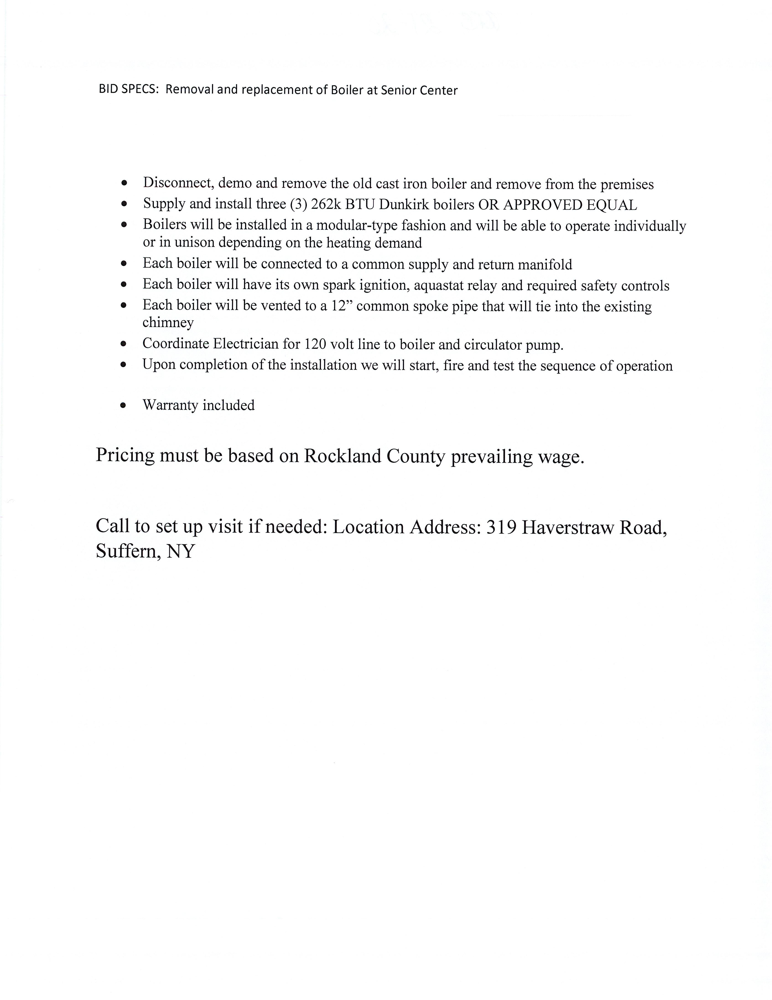 BID SPECS: Removal and replacement of Boiler at Senior Center
• Disconnect, demo and remove the old cast iron boiler and remove from the premises
• Supply and install three (3) 262k BTU Dunkirk boilers OR APPROVED EQUAL
• Boilers will be installed in a modular-type fashion and will be able to operate individually
or in unison depending on the heating demand
• Each boiler will be connected to a common supply and return manifold
• Each boiler will have its own spark ignition, aquastat relay and required safety controls
• Each boiler will be vented to a 12” common spoke pipe that will tie into the existing
chimney
• Coordinate Electrician for 120 volt line to boiler and circulator pump.
• Upon completion of the installation we will start, fire and test the sequence of operation
• Warranty included
Pricing must be based on Rockland County prevailing wage.
Call to set up visit if needed: Location Address: 319 Haverstraw Road,
Suffern, NY